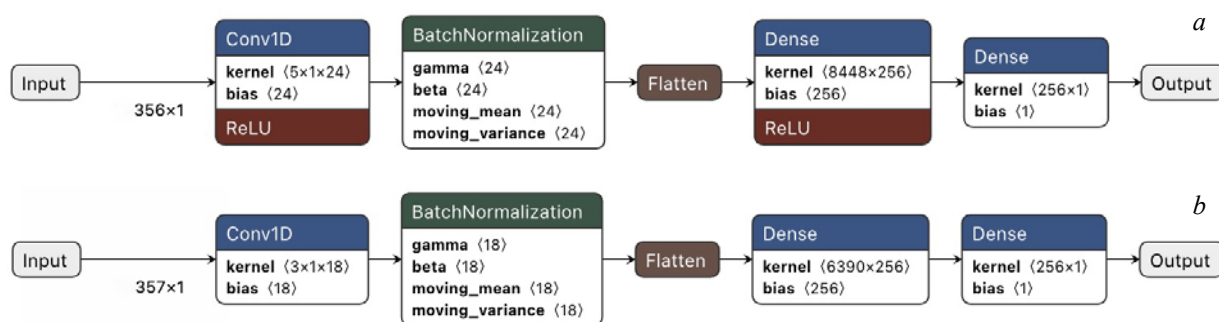 a
Input
356×1
Conv1D
kernel ⟨5×1×24⟩
bias ⟨24⟩
ReLU
BatchNormalization
gamma ⟨24⟩
beta ⟨24⟩
moving_mean ⟨24⟩
moving_variance ⟨24⟩
Flatten
Dense
kernel ⟨8448×256⟩
bias ⟨256⟩
ReLU
Dense
kernel ⟨256×1⟩
bias ⟨1⟩
Output
b
Input
357×1
Conv1D
kernel ⟨3×1×18⟩
bias ⟨18⟩
BatchNormalization
gamma ⟨18⟩
beta ⟨18⟩
moving_mean ⟨18⟩
moving_variance ⟨18⟩
Flatten
Dense
kernel ⟨6390×256⟩
bias ⟨256⟩
Dense
kernel ⟨256×1⟩
bias ⟨1⟩
Output